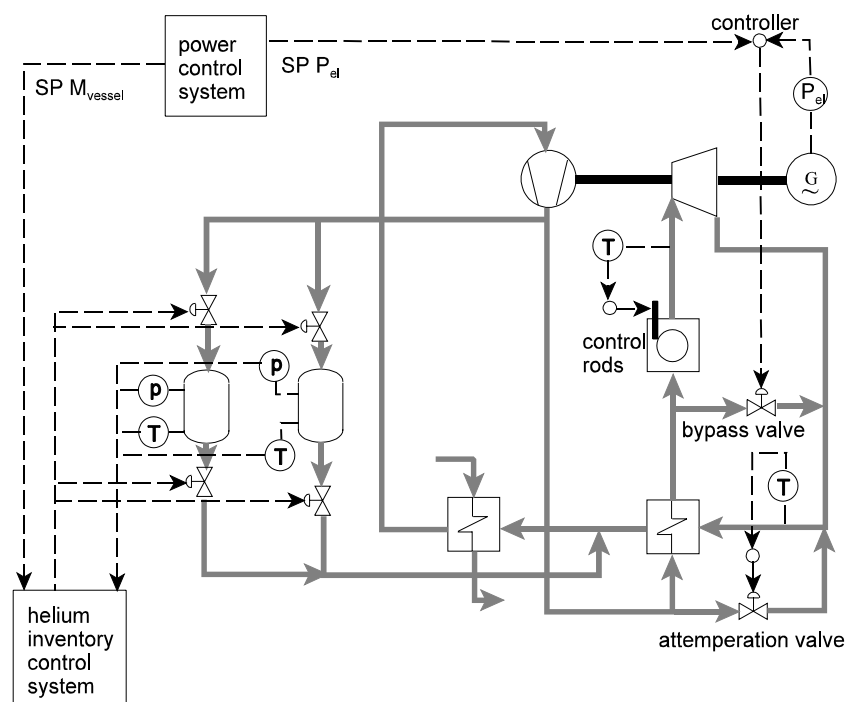 controller
power
control
system
SP P_el
SP M_vessel
P_el
G
~
T
control
rods
p
p
T
T
bypass valve
T
helium
inventory
control
system
attemperation valve